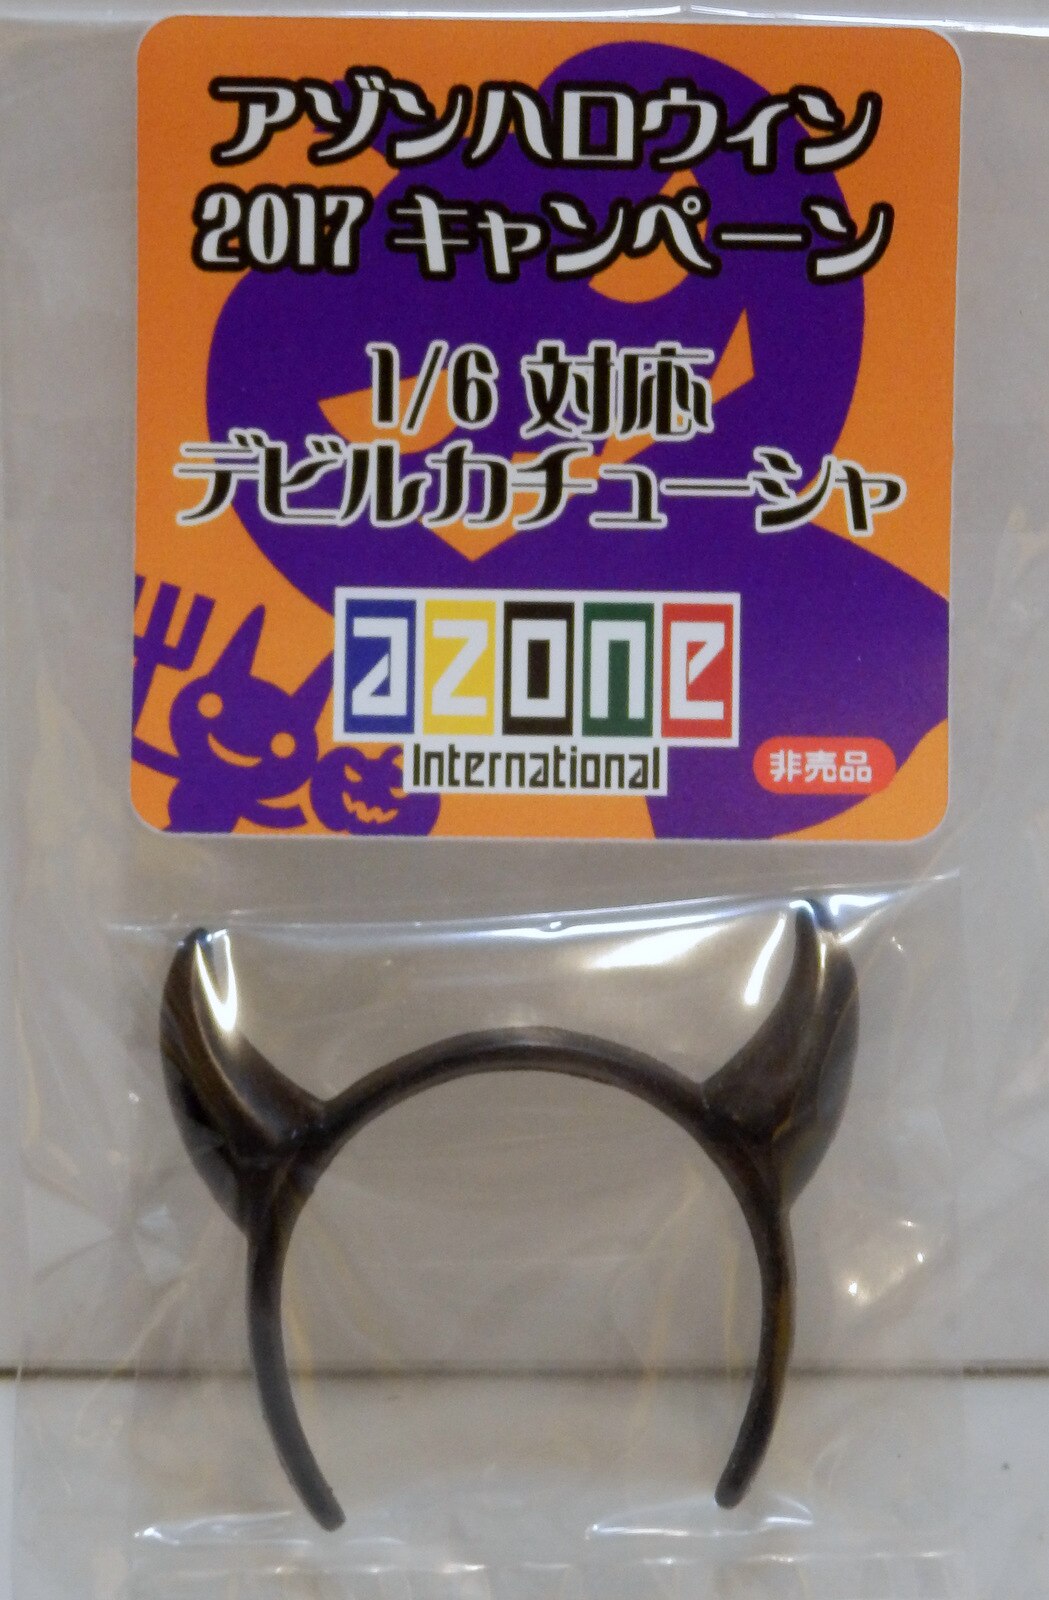 アゾンハロウィン
2017 キャンペーン
1/6 対応
デビルカチューシャ
azone
International
非売品